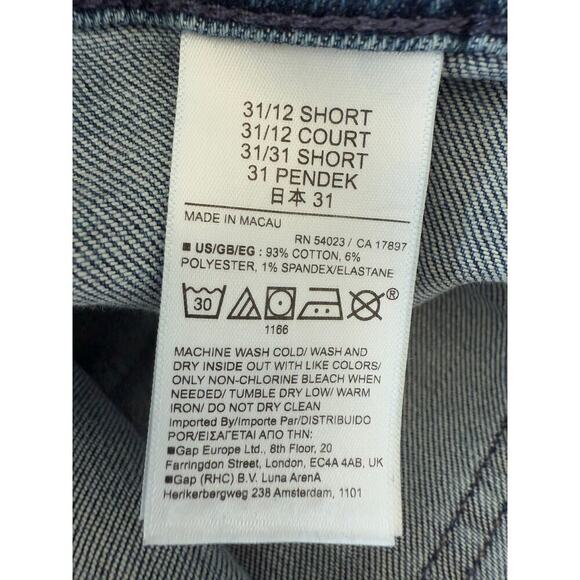 31/12 SHORT
31/12 COURT
31/31 SHORT
31 PENDEK
日本 31
MADE IN MACAU
RN 54023 / CA 17897
■ US/GB/EG : 93% COTTON, 6%
POLYESTER, 1% SPANDEX/ELASTANE
30
®
1166
MACHINE WASH COLD/ WASH AND
DRY INSIDE OUT WITH LIKE COLORS/
ONLY NON-CHLORINE BLEACH WHEN
NEEDED/ TUMBLE DRY LOW/ WARM
IRON/ DO NOT DRY CLEAN
Imported By/Importe Par/DISTRIBUIDO
POR/ΕΙΣΑΓΕΤΑΙ ΑΠΟ ΤΗΝ:
■Gap Europe Ltd., 8th Floor, 20
Farringdon Street, London, EC4A 4AB, UK
■Gap (RHC) B.V. Luna ArenA
Herikerbergweg 238 Amsterdam, 1101